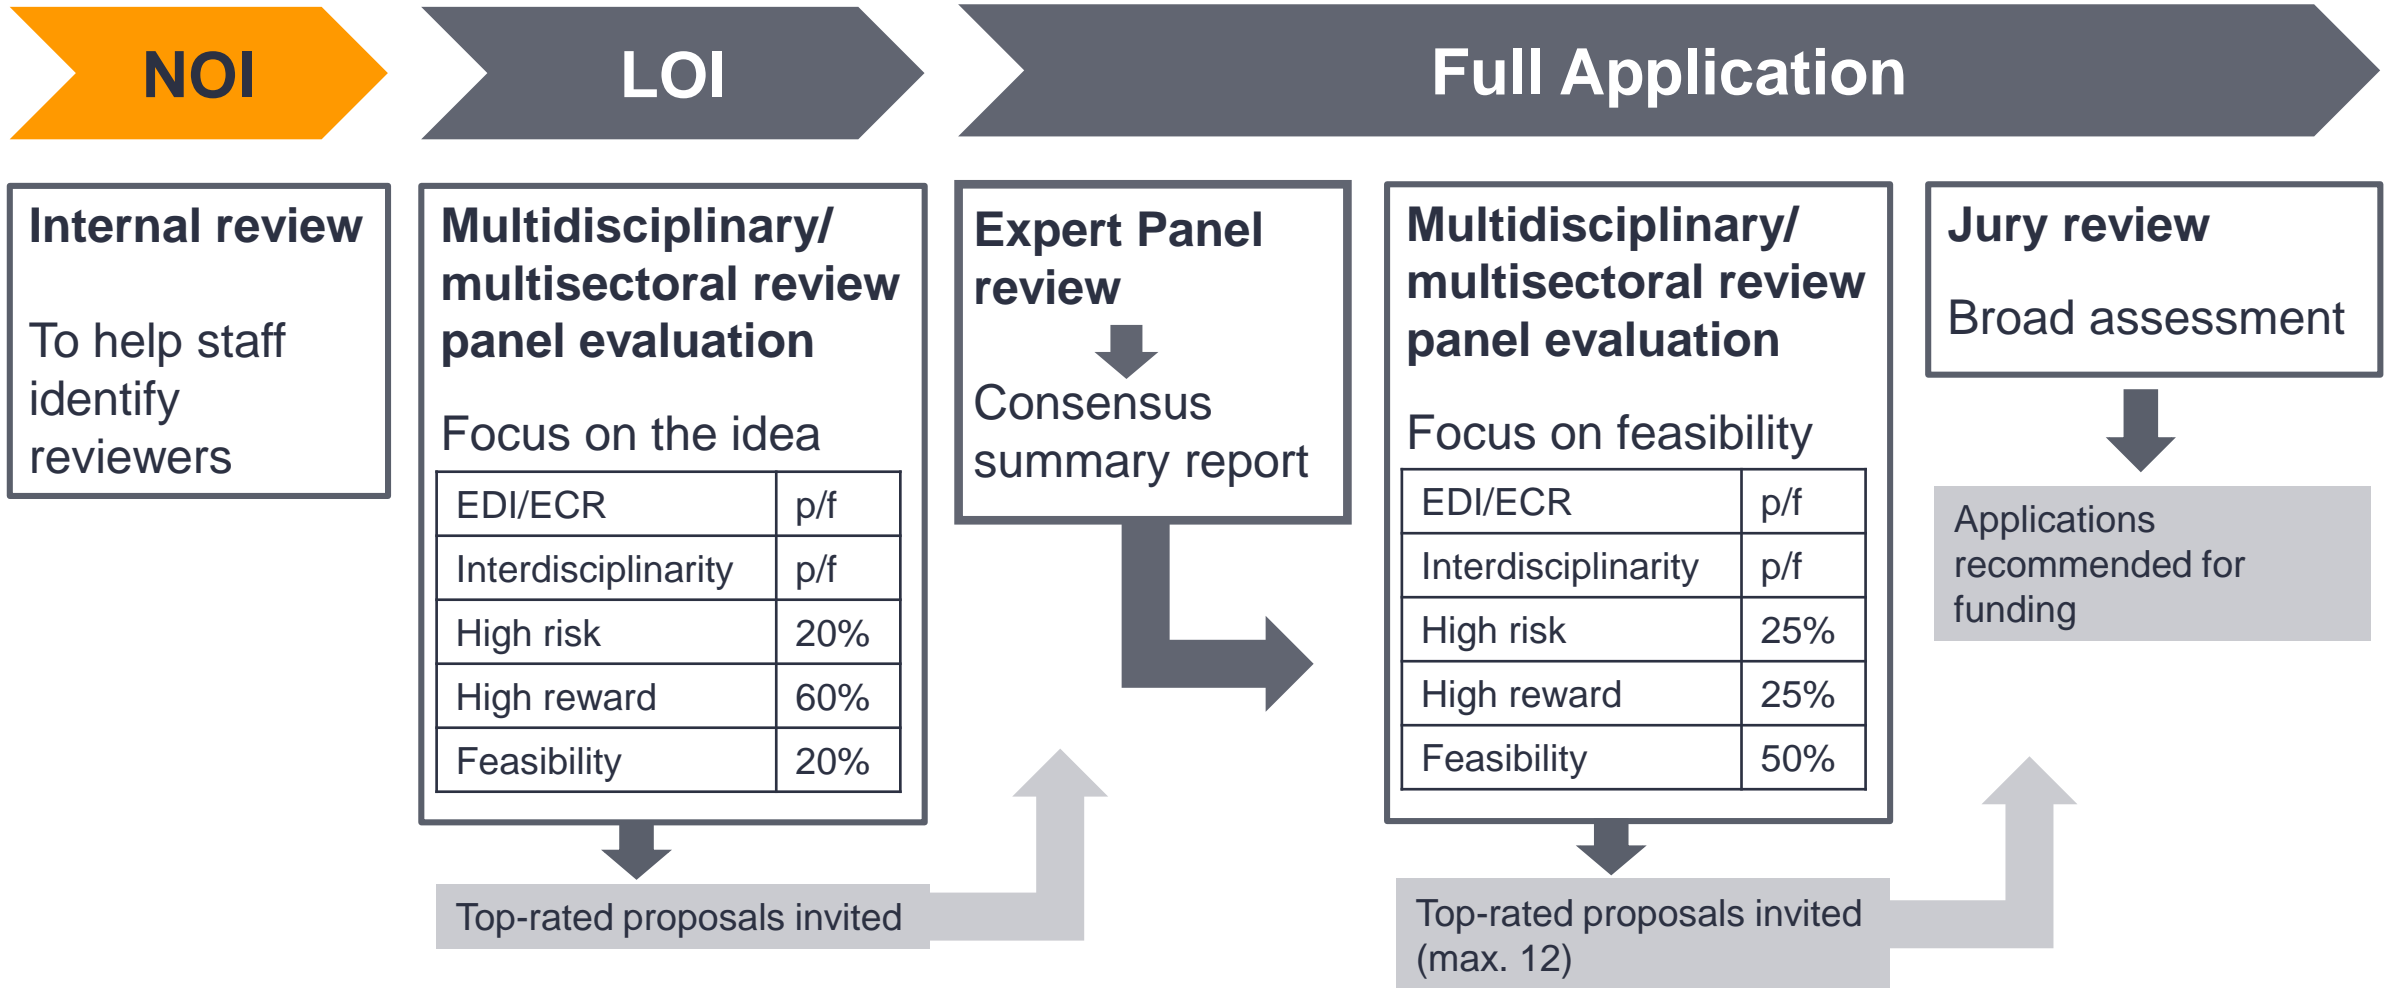 NOI
LOI
Full Application
Internal review
To help staff
identify
reviewers
Multidisciplinary/
multisectoral review
panel evaluation
Focus on the idea
EDI/ECR p/f
Interdisciplinarity p/f
High risk 20%
High reward 60%
Feasibility 20%
Top-rated proposals invited
Expert Panel
review
Consensus
summary report
Multidisciplinary/
multisectoral review
panel evaluation
Focus on feasibility
EDI/ECR p/f
Interdisciplinarity p/f
High risk 25%
High reward 25%
Feasibility 50%
Top-rated proposals invited
(max. 12)
Jury review
Broad assessment
Applications
recommended for
funding